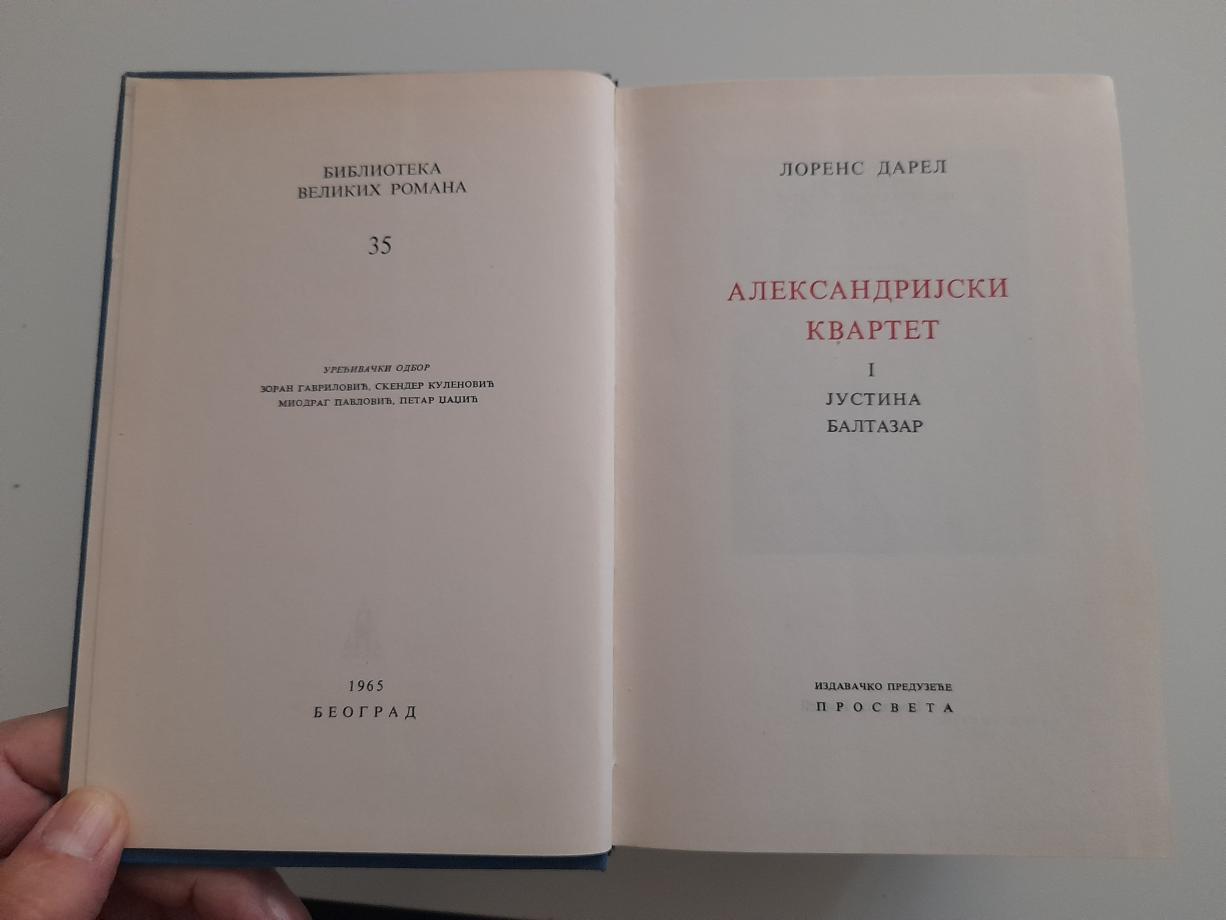 БИБЛИОТЕКА
ВЕЛИКИХ РОМАНА
35
УРЕЂИВАЧКИ ОДБОР
ЗОРАН ГАВРИЛОВИЋ, СКЕНДЕР КУЛЕНОВИЋ
МИОДРАГ ПАВЛОВИЋ, ПЕТАР ЏАЏИЋ
1965
БЕОГРАД
ЛОРЕНС ДАРЕЛ
АЛЕКСАНДРИЈСКИ
КВАРТЕТ
I
ЈУСТИНА
БАЛТАЗАР
ИЗДАВАЧКО ПРЕДУЗЕЋЕ
ПРОСВЕТА